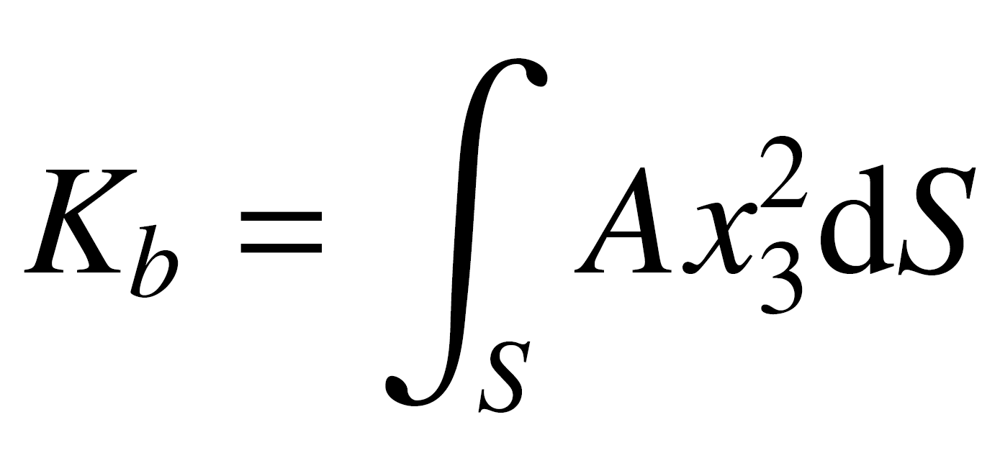 $K_b = \int_S A x_3^2 \mathrm{d}S$